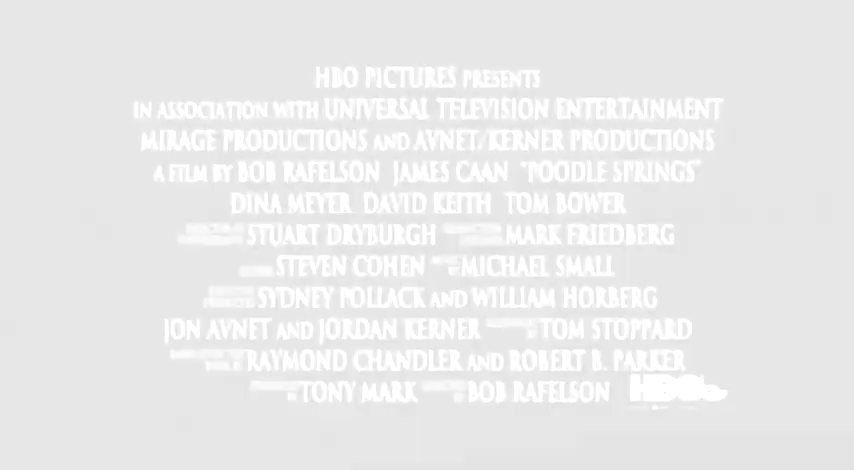 HBO PICTURES PRESENTS
IN ASSOCIATION WITH UNIVERSAL TELEVISION ENTERTAINMENT
MIRAGE PRODUCTIONS AND AVNET/KERNER PRODUCTIONS
A FILM BY BOB RAFELSON JAMES CAAN "POODLE SPRINGS"
DINA MEYER DAVID KEITH TOM BOWER
STUART DRYBURGH MARK FRIEDBERG
STEVEN COHEN MICHAEL SMALL
SYDNEY POLLACK AND WILLIAM HORBERG
JON AVNET AND JORDAN KERNER TOM STOPPARD
RAYMOND CHANDLER AND ROBERT B. PARKER
TONY MARK BOB RAFELSON HBO